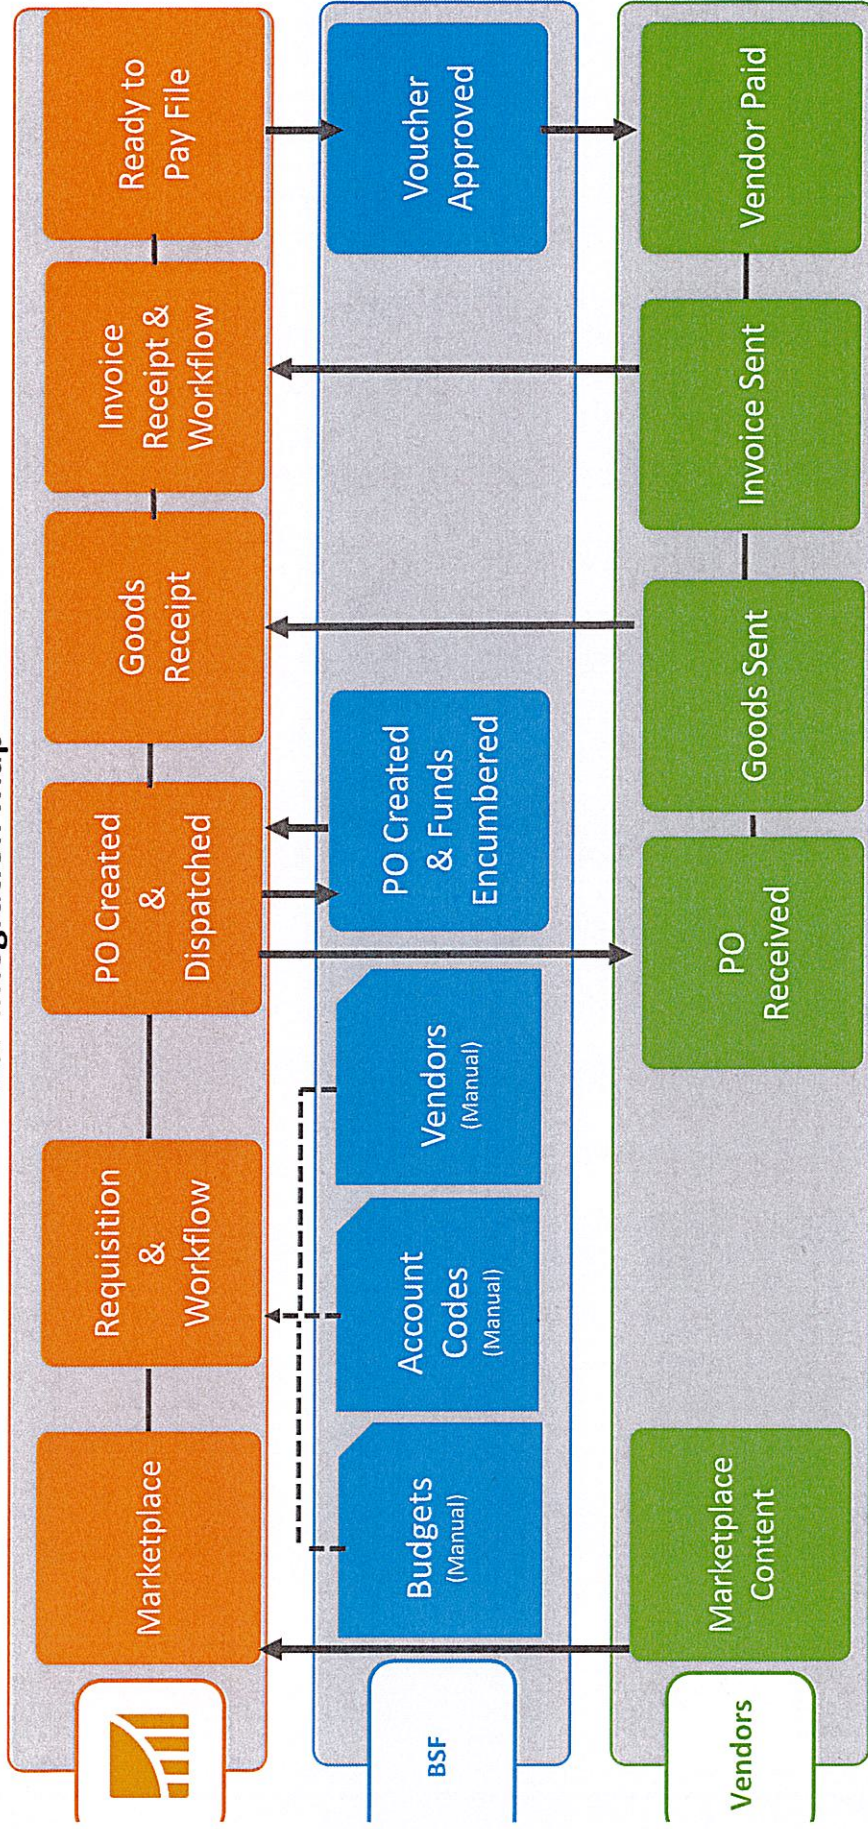 Marketplace
Requisition
&
Workflow
PO Created
&
Dispatched
Goods
Receipt
Invoice
Receipt &
Workflow
Ready to
Pay File
BSF
Budgets
(Manual)
Account
Codes
(Manual)
Vendors
(Manual)
PO Created
& Funds
Encumbered
Voucher
Approved
Vendors
Marketplace
Content
PO
Received
Goods Sent
Invoice Sent
Vendor Paid